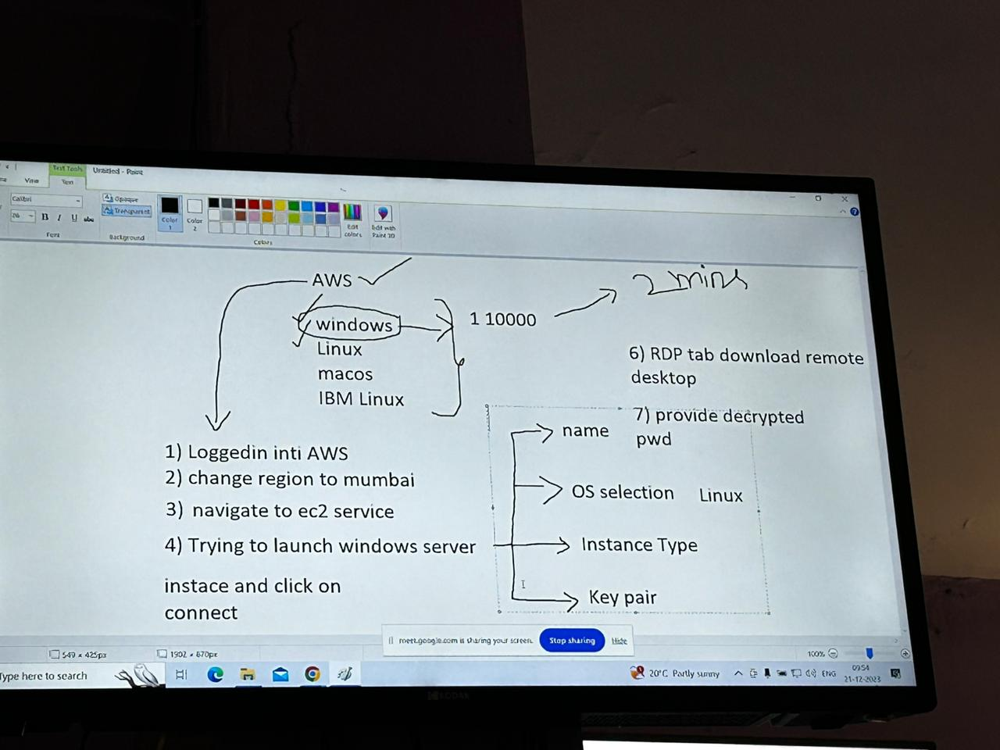 Text Tools
Untitled - Paint
View
Text
Calibri
Opaque
Transparent
26
B I U abc
Font
Background
Color 1
Color 2
Edit colors
Edit with Paint 3D
Colors
AWS
windows
Linux
macos
IBM Linux
1 10000
2 mins
6) RDP tab download remote
desktop
7) provide decrypted
pwd
name
OS selection Linux
Instance Type
Key pair
1) Loggedin inti AWS
2) change region to mumbai
3) navigate to ec2 service
4) Trying to launch windows server
instace and click on
connect
meet.google.com is sharing your screen.
Stop sharing
Hide
549 × 425px
1902 × 870px
100%
Type here to search
20°C Partly sunny
ENG
09:54
21-12-2023
KODAK